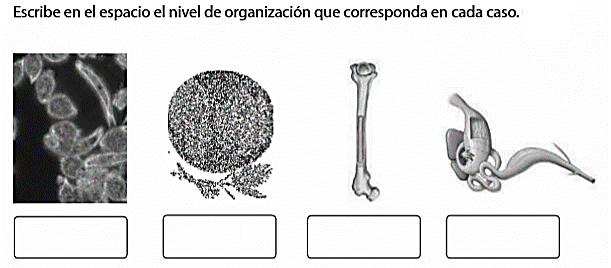 Escribe en el espacio el nivel de organización que corresponda en cada caso.